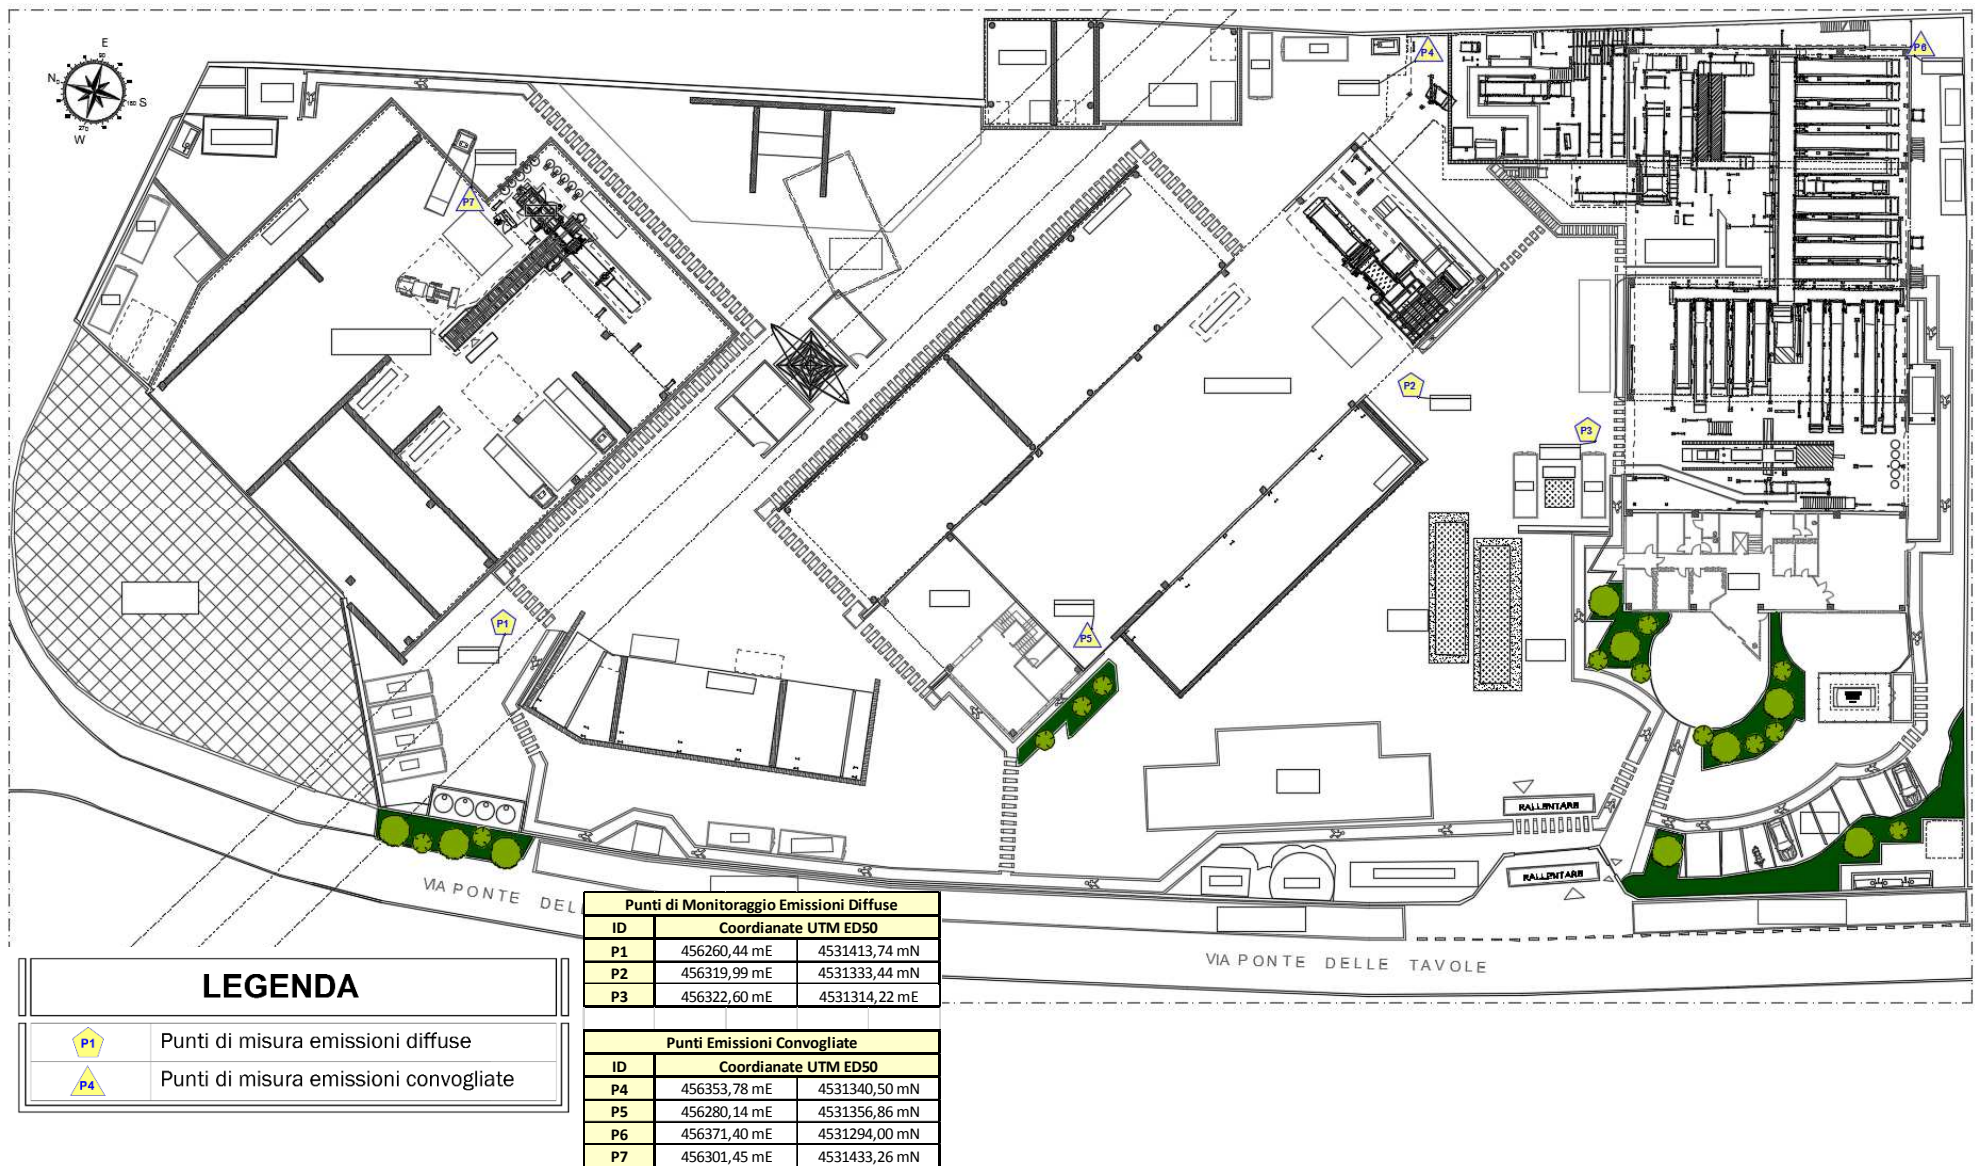 E
N
S
180
270
W
P4
P6
P7
P2
P3
P1
P5
RALLENTARE
RALLENTARE
VIA PONTE DEL
VIA PONTE DELLE TAVOLE
Punti di Monitoraggio Emissioni Diffuse
ID Coordianate UTM ED50
P1 456260,44 mE 4531413,74 mN
P2 456319,99 mE 4531333,44 mN
P3 456322,60 mE 4531314,22 mE
LEGENDA
P1 Punti di misura emissioni diffuse
P4 Punti di misura emissioni convogliate
Punti Emissioni Convogliate
ID Coordianate UTM ED50
P4 456353,78 mE 4531340,50 mN
P5 456280,14 mE 4531356,86 mN
P6 456371,40 mE 4531294,00 mN
P7 456301,45 mE 4531433,26 mN